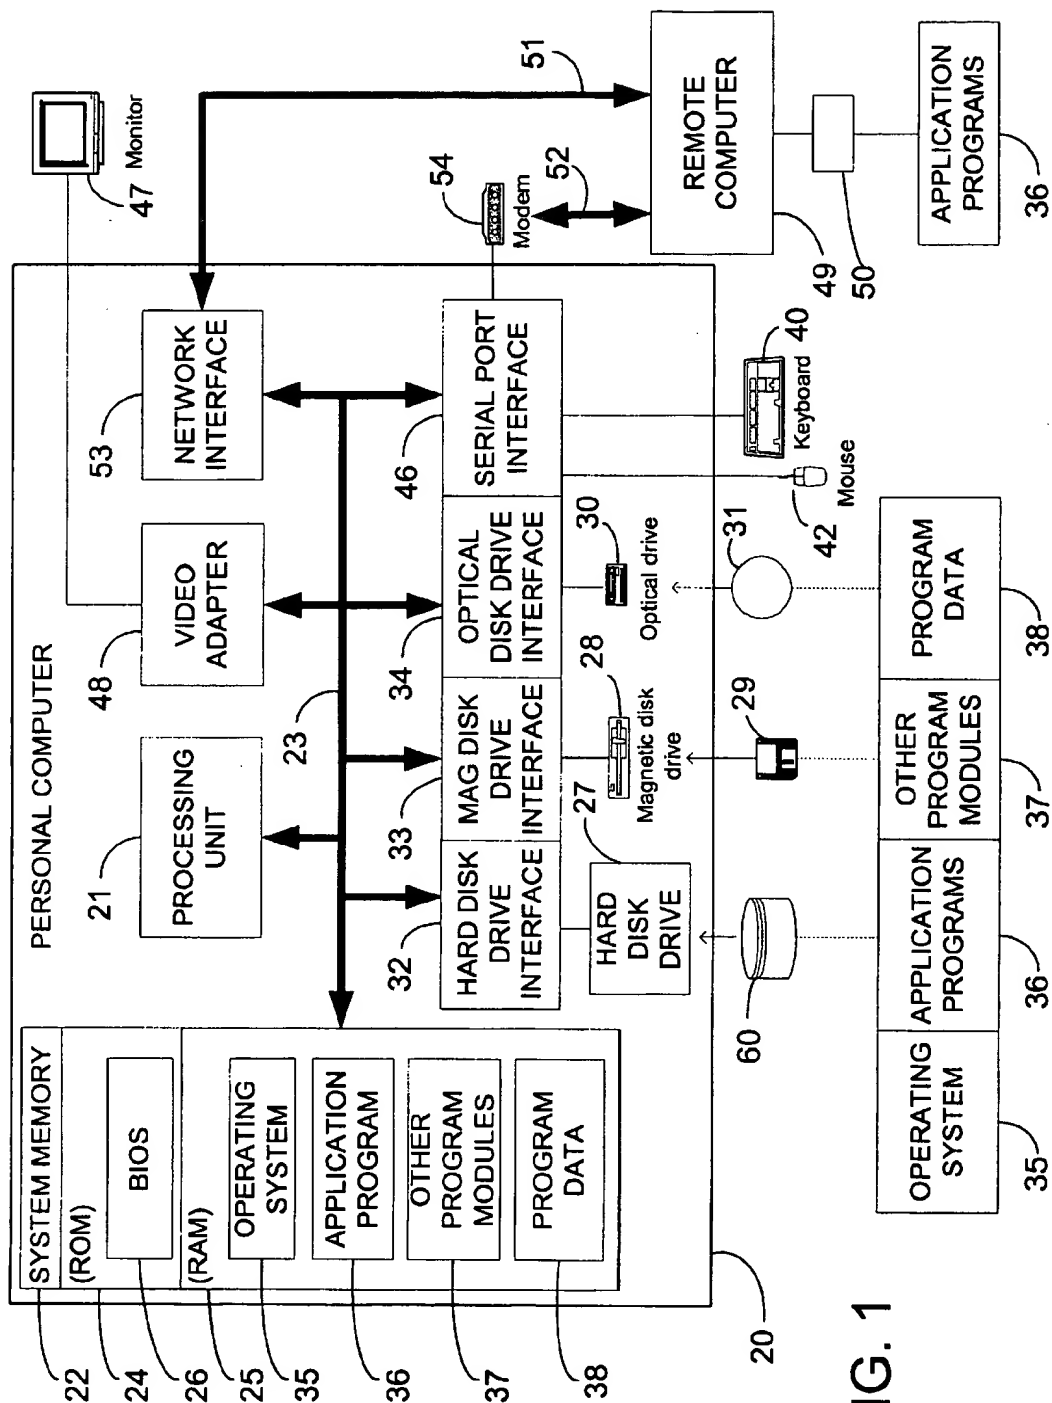 PERSONAL COMPUTER
22
SYSTEM MEMORY
24
(ROM)
26
BIOS
25
(RAM)
35
OPERATING
SYSTEM
36
APPLICATION
PROGRAM
37
OTHER
PROGRAM
MODULES
38
PROGRAM
DATA
21
PROCESSING
UNIT
48
VIDEO
ADAPTER
53
NETWORK
INTERFACE
47
Monitor
23
32
HARD DISK
DRIVE
INTERFACE
33
MAG DISK
DRIVE
INTERFACE
34
OPTICAL
DISK DRIVE
INTERFACE
46
SERIAL PORT
INTERFACE
54
Modem
52
51
27
HARD
DISK
DRIVE
28
Magnetic disk
drive
30
Optical drive
20
60
29
31
42
Mouse
Keyboard
40
REMOTE
COMPUTER
49
50
APPLICATION
PROGRAMS
36
OPERATING
SYSTEM
35
APPLICATION
PROGRAMS
36
OTHER
PROGRAM
MODULES
37
PROGRAM
DATA
38
IG. 1